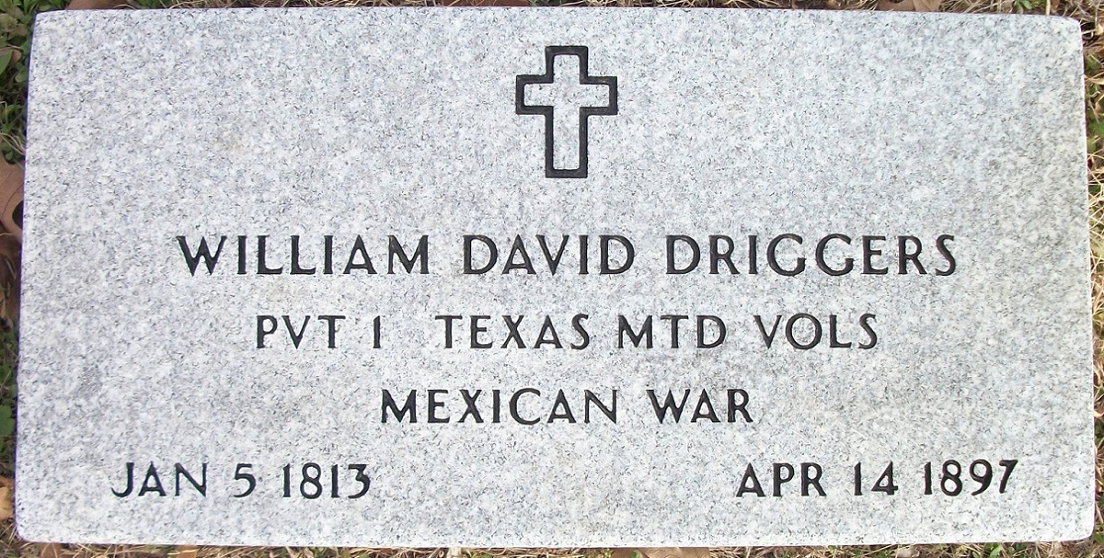 WILLIAM DAVID DRIGGERS
PVT 1 TEXAS MTD VOLS
MEXICAN WAR
JAN 5 1813 APR 14 1897